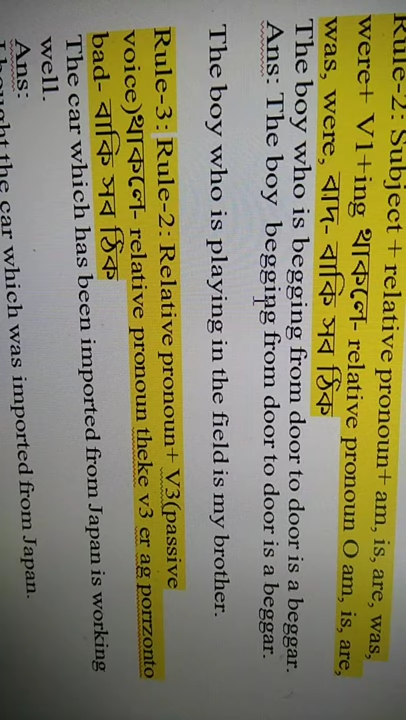 Rule-2: Subject + relative pronoun+ am, is, are, was,
were+ V1+ing থাকলে- relative pronoun O am, is, are,
was, were, বাদ- বাকি সব ঠিক
The boy who is begging from door to door is a beggar.
Ans: The boy begging from door to door is a beggar.
The boy who is playing in the field is my brother.
Rule-3: Rule-2: Relative pronoun+ V3(passive
voice)থাকলে- relative pronoun theke v3 er ag porrzonto
bad- বাকি সব ঠিক
The car which has been imported from Japan is working
well.
Ans:
I bought the car which was imported from Japan.